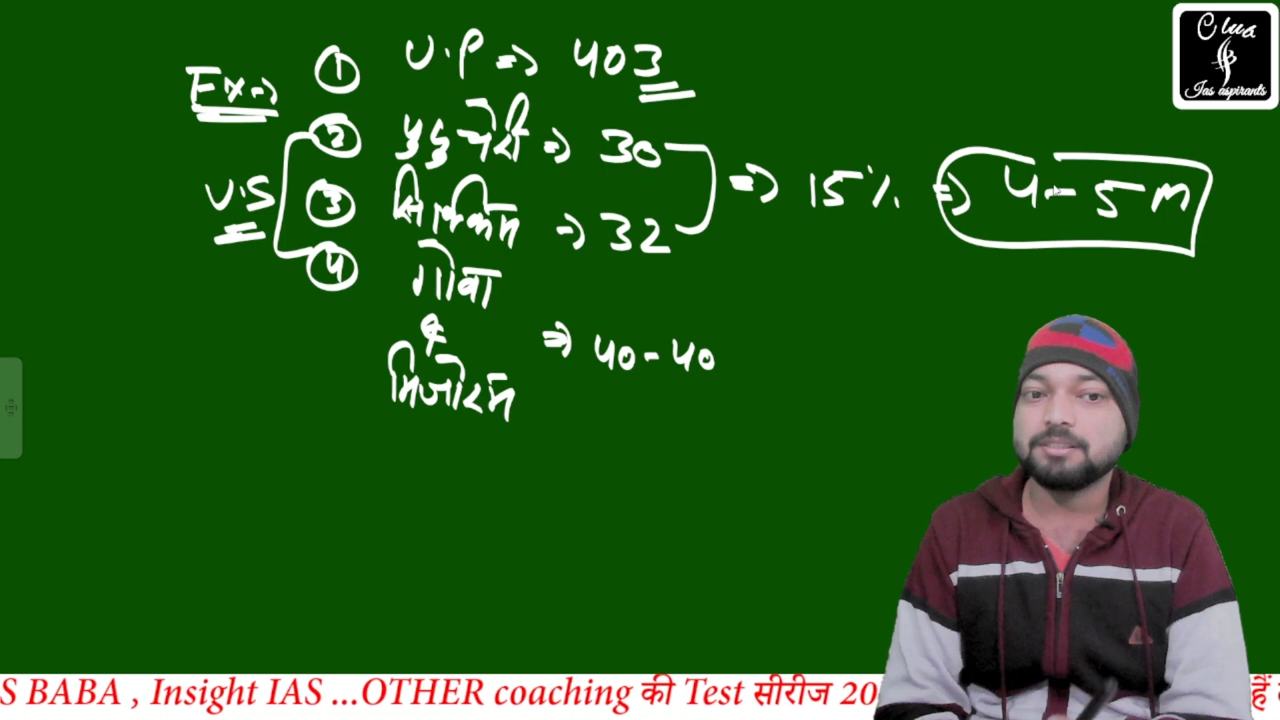 Ex →
① U.P ⇒ 403
② पुदुचेरी ⇒ 30
③ सिक्किम → 32
⇒ 15% ⇒ 4 - 5 m
U.S
④ गोवा
&
मिजोरम ⇒ 40 - 40
Clua
Ias aspirants
S BABA , Insight IAS ...OTHER coaching की Test सीरीज 20